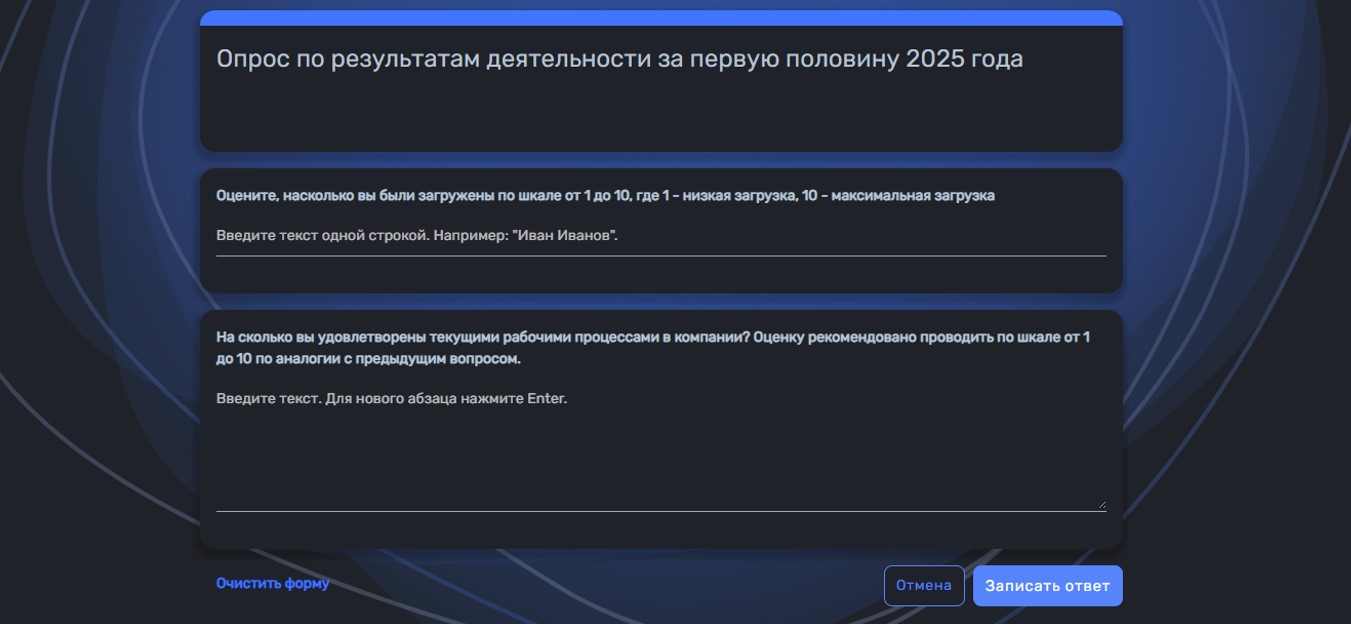 Опрос по результатам деятельности за первую половину 2025 года
Оцените, насколько вы были загружены по шкале от 1 до 10, где 1 - низкая загрузка, 10 - максимальная загрузка
Введите текст одной строкой. Например: "Иван Иванов".
На сколько вы удовлетворены текущими рабочими процессами в компании? Оценку рекомендовано проводить по шкале от 1
до 10 по аналогии с предыдущим вопросом.
Введите текст. Для нового абзаца нажмите Enter.
Очистить форму
Отмена
Записать ответ